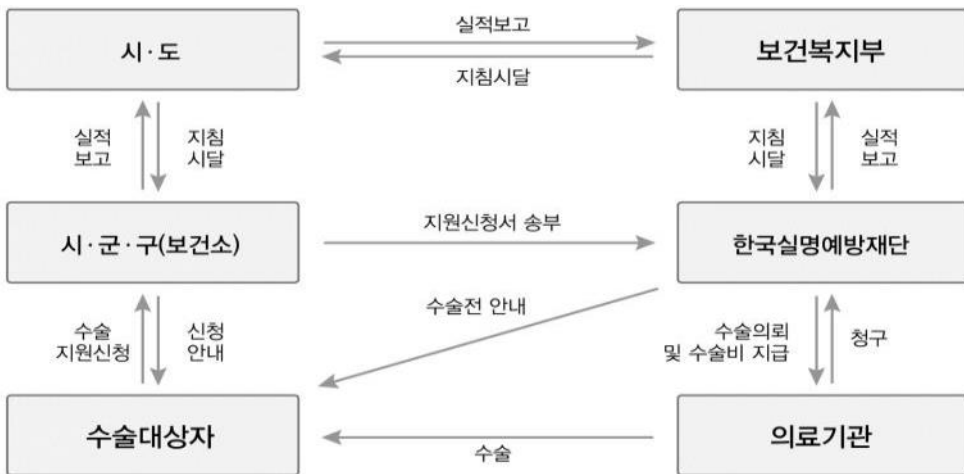 시·도
실적보고
지침시달
보건복지부
실적
보고
지침
시달
지침
시달
실적
보고
시·군·구(보건소)
지원신청서 송부
한국실명예방재단
수술
지원신청
신청
안내
수술전 안내
수술의뢰
및 수술비 지급
청구
수술대상자
수술
의료기관